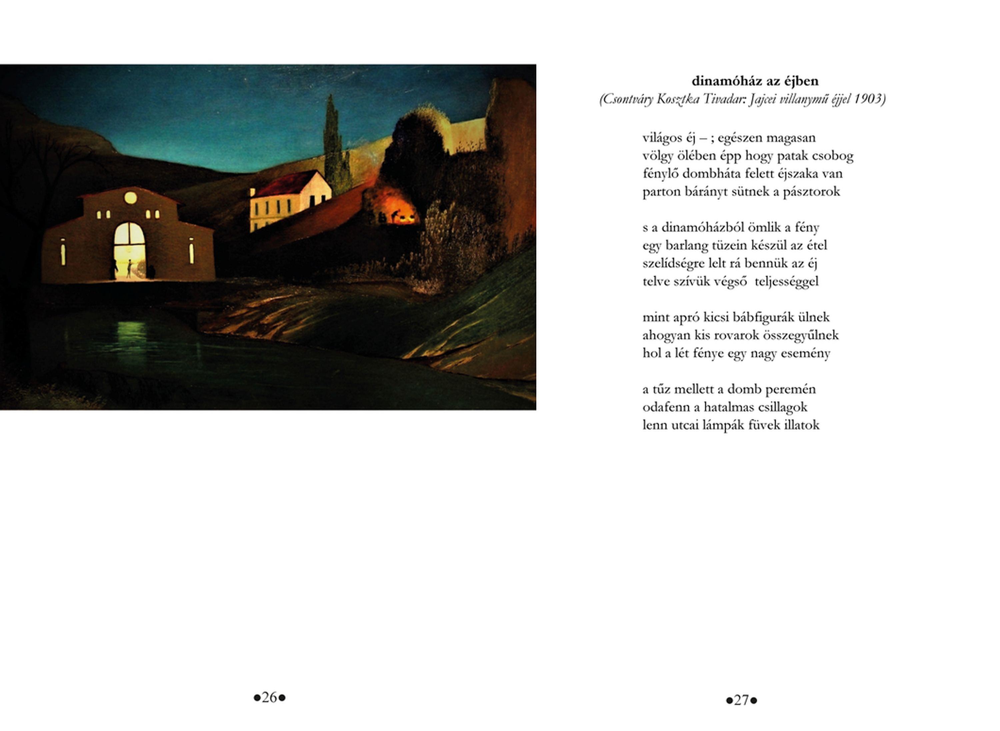 dinamóház az éjben
(Csontváry Kosztka Tivadar: Jajcei villanymű éjjel 1903)
világos éj – ; egészen magasan
völgy ölében épp hogy patak csobog
fénylő dombháta felett éjszaka van
parton bárányt sütnek a pásztorok
s a dinamóházból ömlik a fény
egy barlang tüzein készül az étel
szelídségre lelt rá bennük az éj
telve szívük végső  teljességgel
mint apró kicsi bábfigurák ülnek
ahogyan kis rovarok összegyűlnek
hol a lét fénye egy nagy esemény
a tűz mellett a domb peremén
odafenn a hatalmas csillagok
lenn utcai lámpák füvek illatok
●26●
●27●